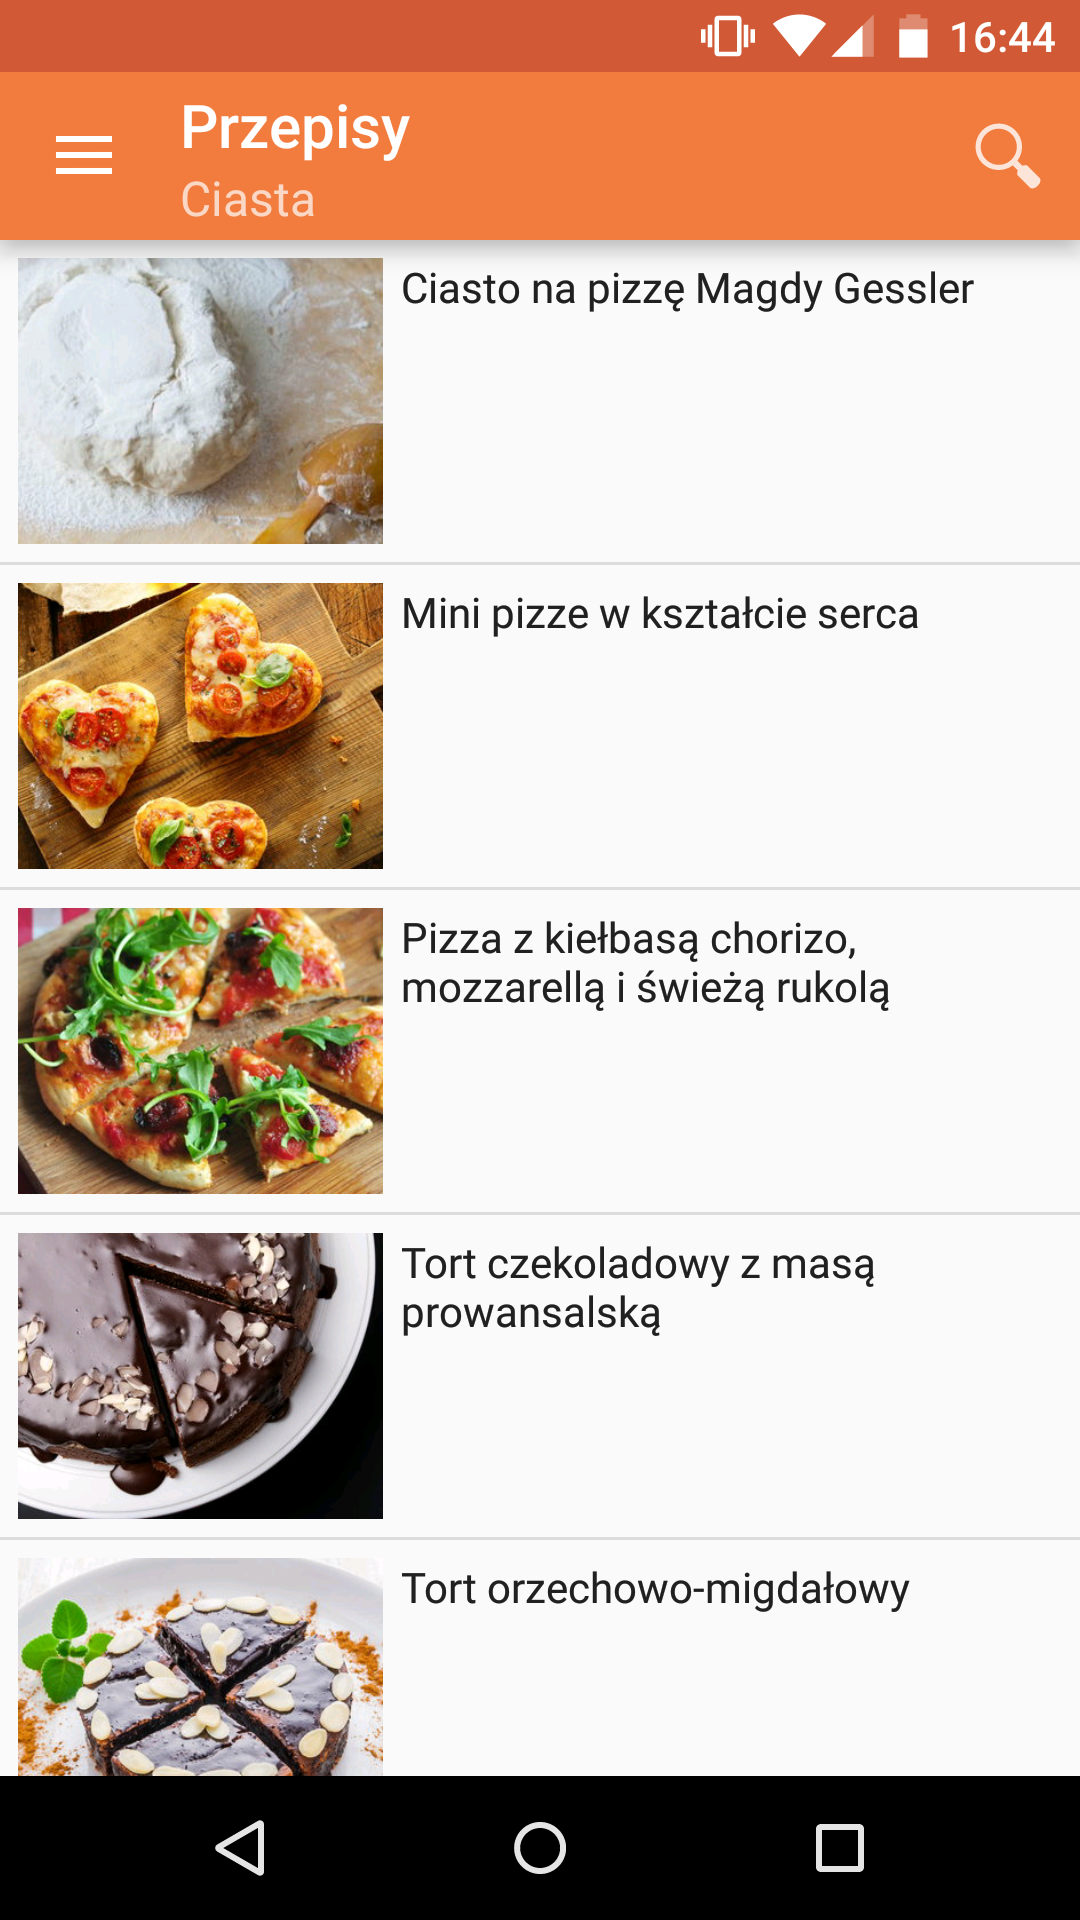 16:44
Przepisy
Ciasta
Ciasto na pizzę Magdy Gessler
Mini pizze w kształcie serca
Pizza z kiełbasą chorizo,
mozzarellą i świeżą rukolą
Tort czekoladowy z masą
prowansalską
Tort orzechowo-migdałowy